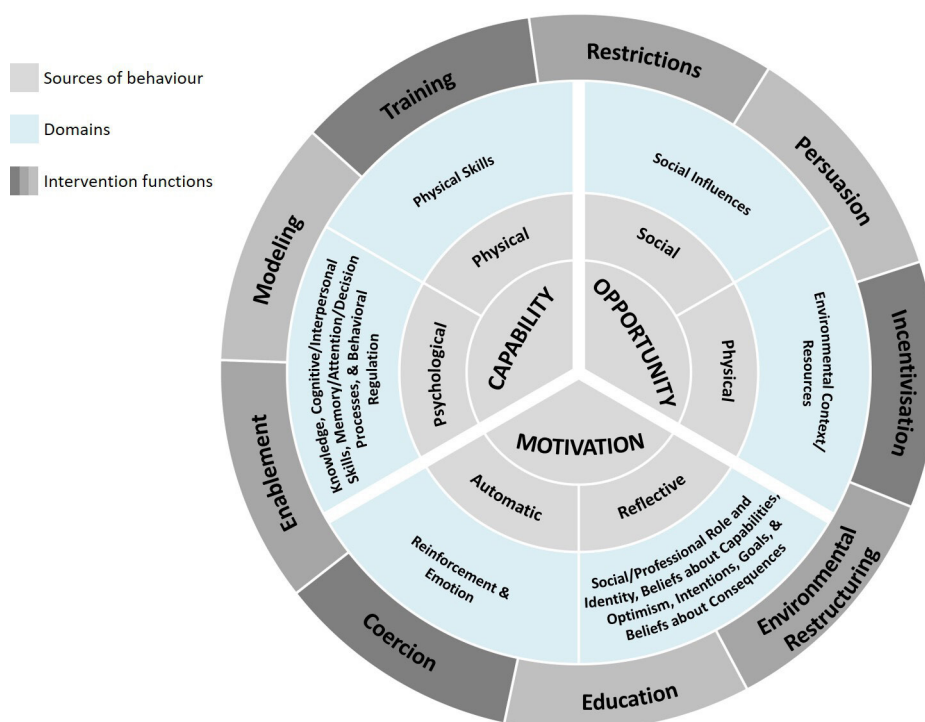 Sources of behaviour
Domains
Intervention functions
Restrictions
Persuasion
Incentivisation
Environmental
Restructuring
Education
Coercion
Enablement
Modeling
Training
Physical Skills
Social Influences
Environmental Context/
Resources
Social/Professional Role and
Identity, Beliefs about Capabilities,
Optimism, Intentions, Goals, &
Beliefs about Consequences
Reinforcement &
Emotion
Knowledge, Cognitive/Interpersonal
Skills, Memory/Attention/Decision
Processes, & Behavioral
Regulation
Physical
Social
Physical
Reflective
Automatic
Psychological
CAPABILITY
OPPORTUNITY
MOTIVATION